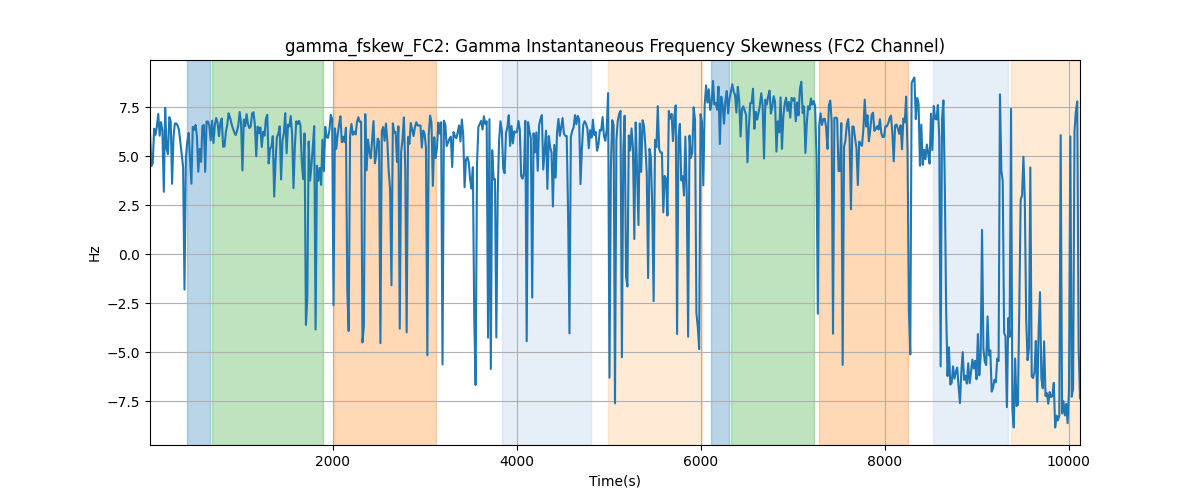 gamma_fskew_FC2: Gamma Instantaneous Frequency Skewness (FC2 Channel)
7.5
5.0
2.5
0.0
−2.5
−5.0
−7.5
Hz
2000 4000 6000 8000 10000
Time(s)